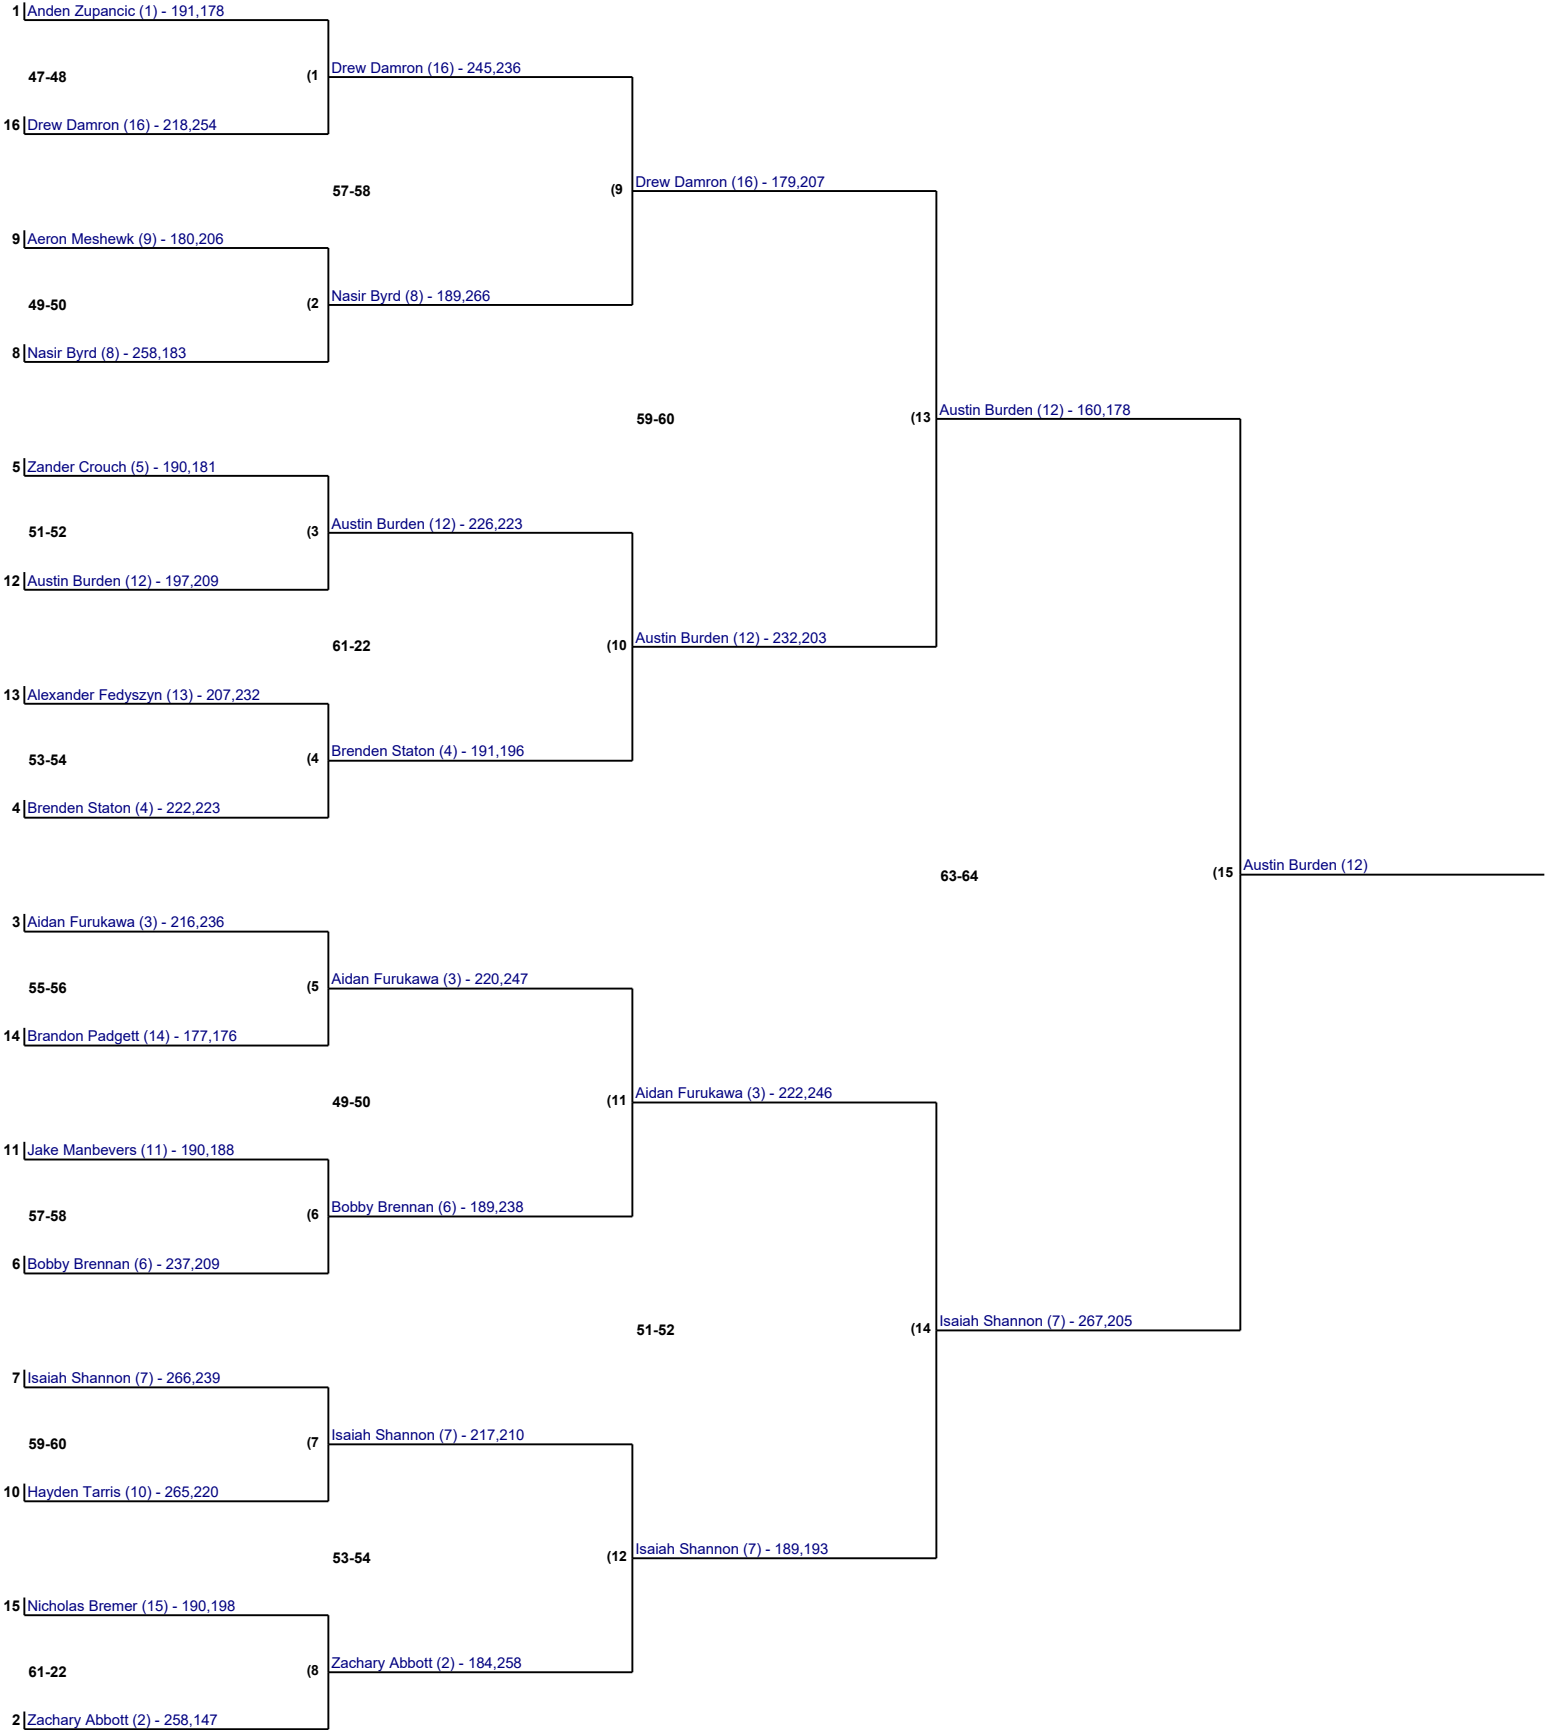 1 Anden Zupancic (1) - 191,178
Drew Damron (16) - 245,236
47-48 (1
16 Drew Damron (16) - 218,254
Drew Damron (16) - 179,207
57-58 (9
9 Aeron Meshewk (9) - 180,206
Nasir Byrd (8) - 189,266
49-50 (2
8 Nasir Byrd (8) - 258,183
Austin Burden (12) - 160,178
59-60 (13
5 Zander Crouch (5) - 190,181
Austin Burden (12) - 226,223
51-52 (3
12 Austin Burden (12) - 197,209
Austin Burden (12) - 232,203
61-22 (10
13 Alexander Fedyszyn (13) - 207,232
Brenden Staton (4) - 191,196
53-54 (4
4 Brenden Staton (4) - 222,223
Austin Burden (12)
63-64 (15
3 Aidan Furukawa (3) - 216,236
Aidan Furukawa (3) - 220,247
55-56 (5
14 Brandon Padgett (14) - 177,176
Aidan Furukawa (3) - 222,246
49-50 (11
11 Jake Manbevers (11) - 190,188
Bobby Brennan (6) - 189,238
57-58 (6
6 Bobby Brennan (6) - 237,209
Isaiah Shannon (7) - 267,205
51-52 (14
7 Isaiah Shannon (7) - 266,239
Isaiah Shannon (7) - 217,210
59-60 (7
10 Hayden Tarris (10) - 265,220
Isaiah Shannon (7) - 189,193
53-54 (12
15 Nicholas Bremer (15) - 190,198
Zachary Abbott (2) - 184,258
61-22 (8
2 Zachary Abbott (2) - 258,147